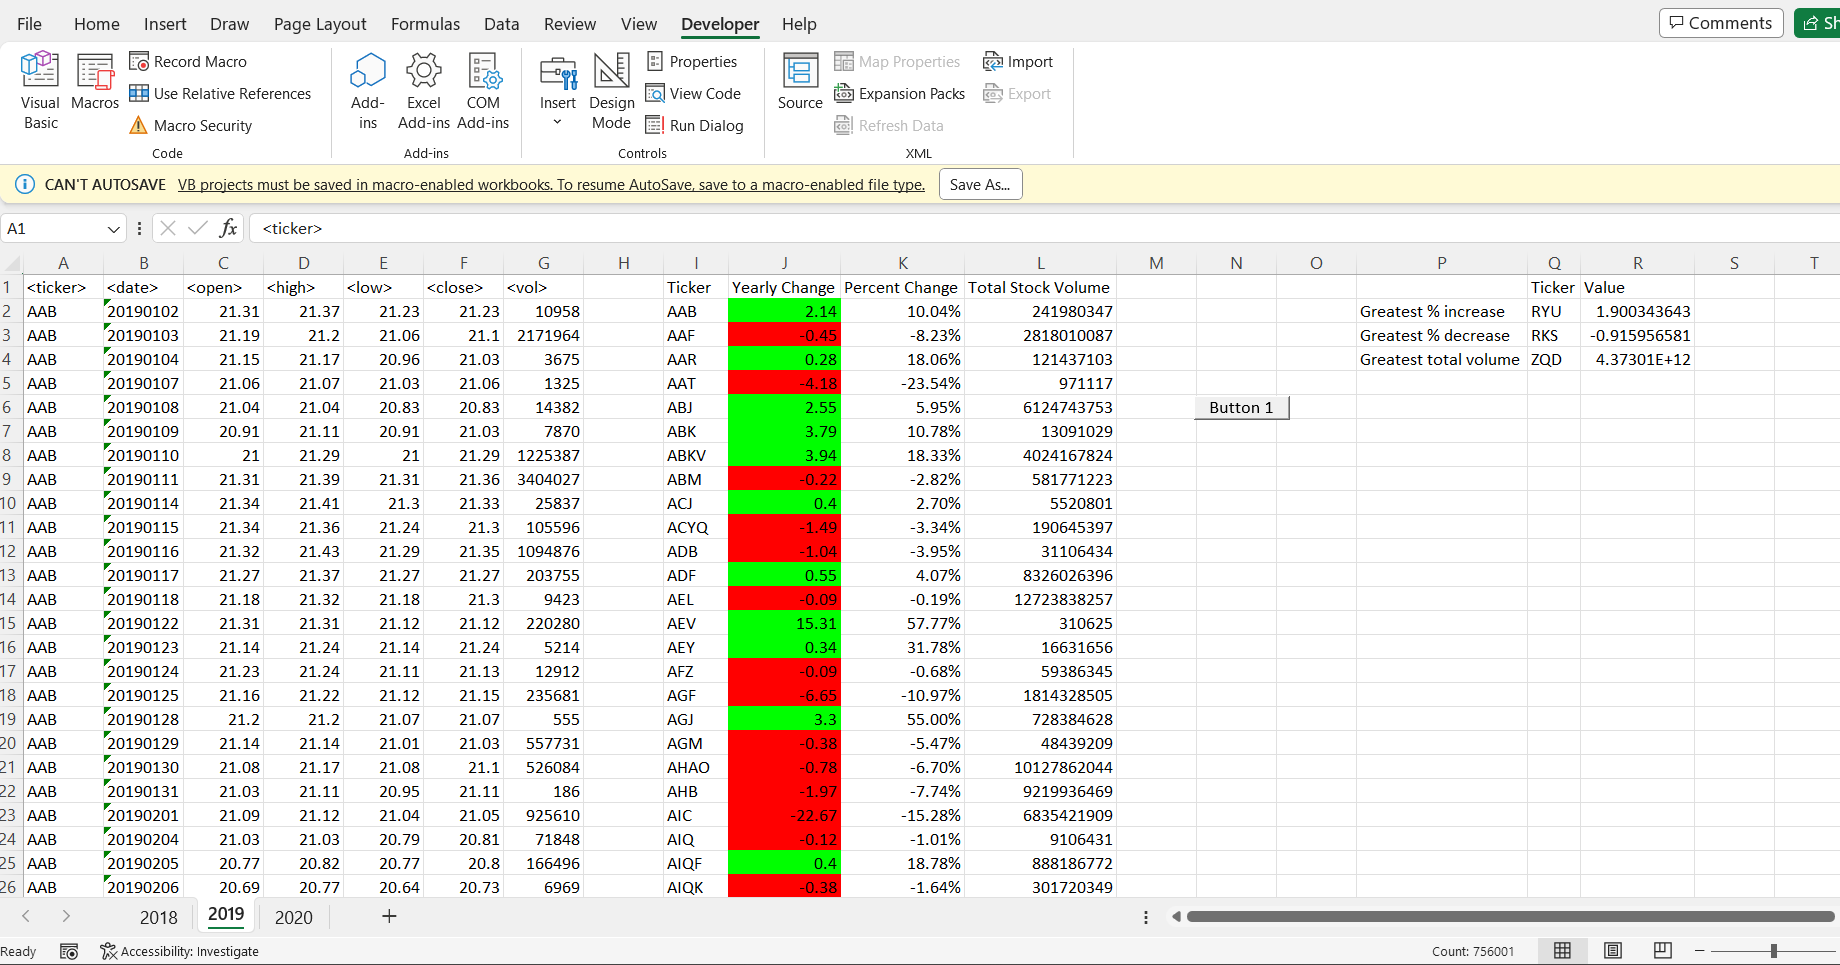 File Home Insert Draw Page Layout Formulas Data Review View Developer Help Comments Sh
Visual Basic Macros Record Macro Use Relative References Macro Security Code
Add-ins Excel Add-ins COM Add-ins Add-ins
Insert Design Mode Properties View Code Run Dialog Controls
Source Map Properties Expansion Packs Refresh Data Import Export XML
CAN'T AUTOSAVE VB projects must be saved in macro-enabled workbooks. To resume AutoSave, save to a macro-enabled file type. Save As...
A1 fx <ticker>
A B C D E F G H I J K L M N O P Q R S T
1 <ticker> <date> <open> <high> <low> <close> <vol> Ticker Yearly Change Percent Change Total Stock Volume Ticker Value
2 AAB 20190102 21.31 21.37 21.23 21.23 10958 AAB 2.14 10.04% 241980347 Greatest % increase RYU 1.900343643
3 AAB 20190103 21.19 21.2 21.06 21.1 2171964 AAF -0.45 -8.23% 2818010087 Greatest % decrease RKS -0.915956581
4 AAB 20190104 21.15 21.17 20.96 21.03 3675 AAR 0.28 18.06% 121437103 Greatest total volume ZQD 4.37301E+12
5 AAB 20190107 21.06 21.07 21.03 21.06 1325 AAT -4.18 -23.54% 971117
6 AAB 20190108 21.04 21.04 20.83 20.83 14382 ABJ 2.55 5.95% 6124743753 Button 1
7 AAB 20190109 20.91 21.11 20.91 21.03 7870 ABK 3.79 10.78% 13091029
8 AAB 20190110 21 21.29 21 21.29 1225387 ABKV 3.94 18.33% 4024167824
9 AAB 20190111 21.31 21.39 21.31 21.36 3404027 ABM -0.22 -2.82% 581771223
10 AAB 20190114 21.34 21.41 21.3 21.33 25837 ACJ 0.4 2.70% 5520801
11 AAB 20190115 21.34 21.36 21.24 21.3 105596 ACYQ -1.49 -3.34% 190645397
12 AAB 20190116 21.32 21.43 21.29 21.35 1094876 ADB -1.04 -3.95% 31106434
13 AAB 20190117 21.27 21.37 21.27 21.27 203755 ADF 0.55 4.07% 8326026396
14 AAB 20190118 21.18 21.32 21.18 21.3 9423 AEL -0.09 -0.19% 12723838257
15 AAB 20190122 21.31 21.31 21.12 21.12 220280 AEV 15.31 57.77% 310625
16 AAB 20190123 21.14 21.24 21.14 21.24 5214 AEY 0.34 31.78% 16631656
17 AAB 20190124 21.23 21.24 21.11 21.13 12912 AFZ -0.09 -0.68% 59386345
18 AAB 20190125 21.16 21.22 21.12 21.15 235681 AGF -6.65 -10.97% 1814328505
19 AAB 20190128 21.2 21.2 21.07 21.07 555 AGJ 3.3 55.00% 728384628
20 AAB 20190129 21.14 21.14 21.01 21.03 557731 AGM -0.38 -5.47% 48439209
21 AAB 20190130 21.08 21.17 21.08 21.1 526084 AHAO -0.78 -6.70% 10127862044
22 AAB 20190131 21.03 21.11 20.95 21.11 186 AHB -1.97 -7.74% 9219936469
23 AAB 20190201 21.09 21.12 21.04 21.05 925610 AIC -22.67 -15.28% 6835421909
24 AAB 20190204 21.03 21.03 20.79 20.81 71848 AIQ -0.12 -1.01% 9106431
25 AAB 20190205 20.77 20.82 20.77 20.8 166496 AIQF 0.4 18.78% 888186772
26 AAB 20190206 20.69 20.77 20.64 20.73 6969 AIQK -0.38 -1.64% 301720349
2018 2019 2020
Ready Accessibility: Investigate Count: 756001